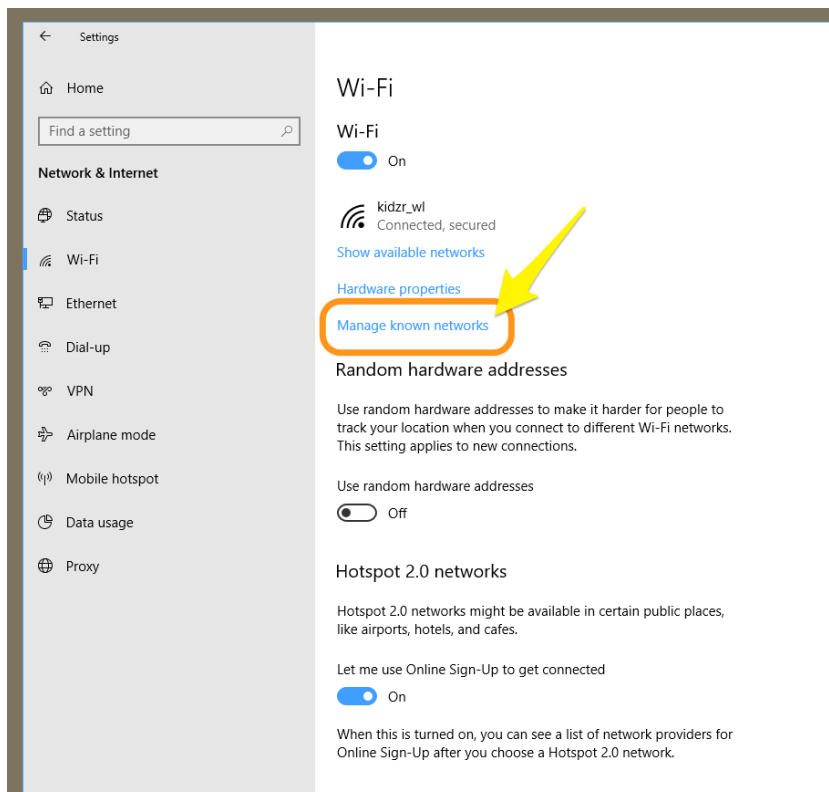 Settings
Home
Find a setting
Network & Internet
Status
Wi-Fi
Ethernet
Dial-up
VPN
Airplane mode
Mobile hotspot
Data usage
Proxy
Wi-Fi
Wi-Fi
On
kidzr_wl
Connected, secured
Show available networks
Hardware properties
Manage known networks
Random hardware addresses
Use random hardware addresses to make it harder for people to
track your location when you connect to different Wi-Fi networks.
This setting applies to new connections.
Use random hardware addresses
Off
Hotspot 2.0 networks
Hotspot 2.0 networks might be available in certain public places,
like airports, hotels, and cafes.
Let me use Online Sign-Up to get connected
On
When this is turned on, you can see a list of network providers for
Online Sign-Up after you choose a Hotspot 2.0 network.